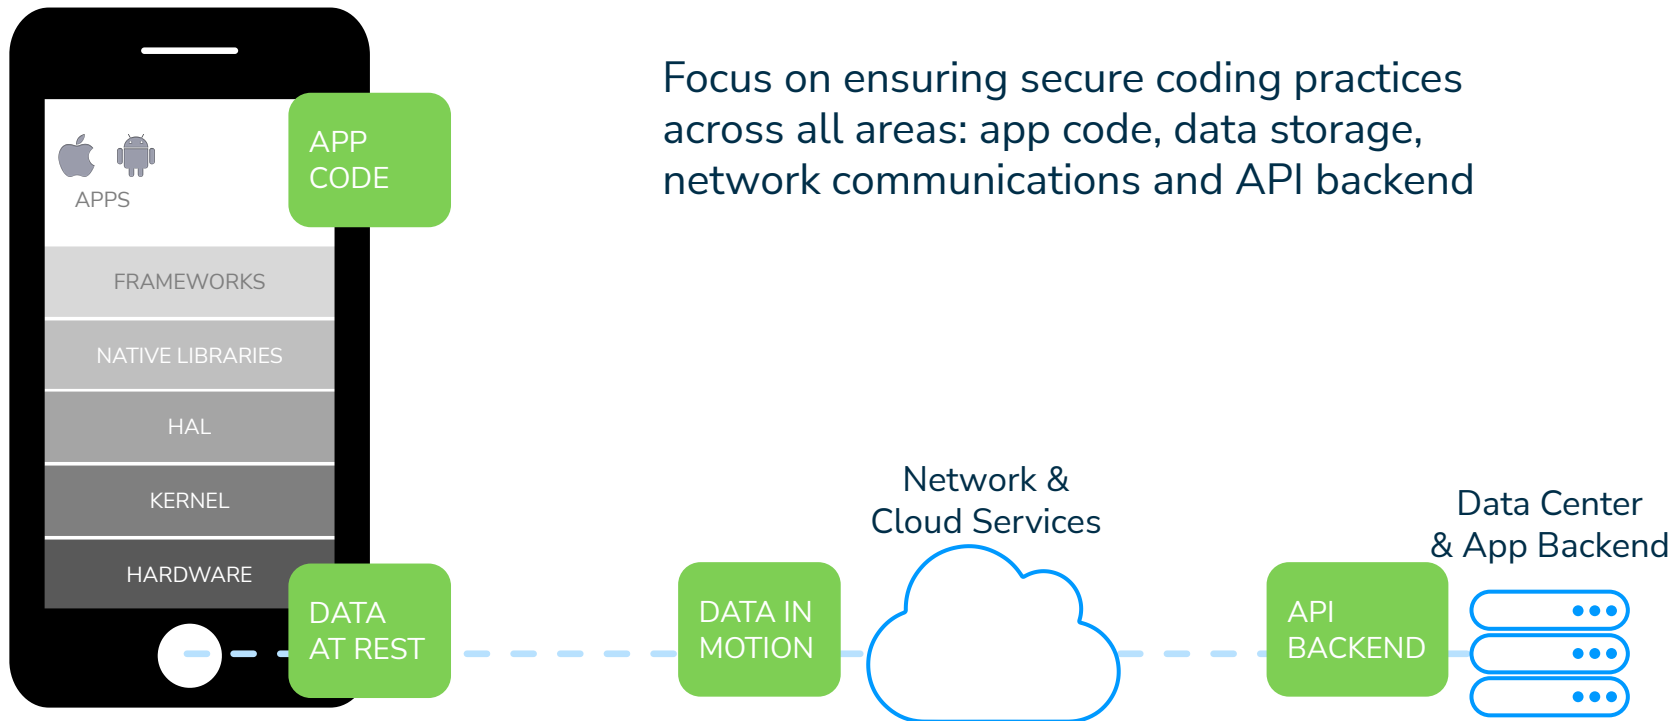 Focus on ensuring secure coding practices
across all areas: app code, data storage,
network communications and API backend
APP
CODE
APPS
FRAMEWORKS
NATIVE LIBRARIES
HAL
KERNEL
HARDWARE
DATA
AT REST
DATA IN
MOTION
Network &
Cloud Services
API
BACKEND
Data Center
& App Backend